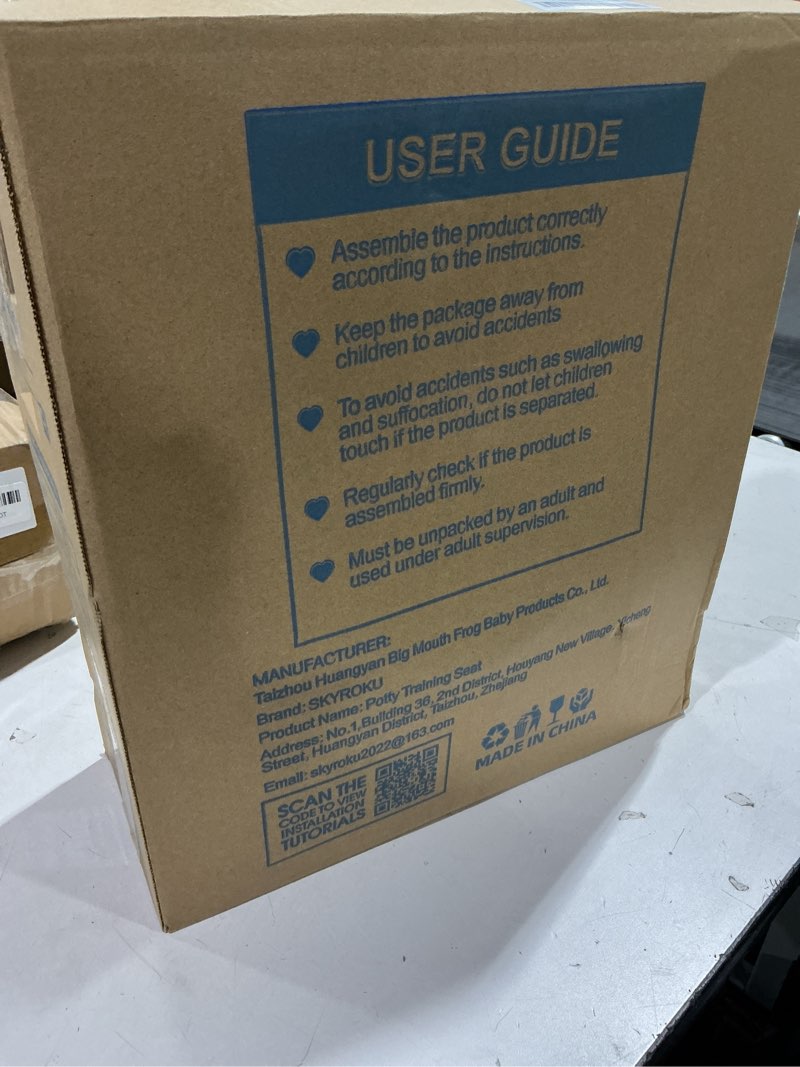 USER GUIDE
Assemble the product correctly
according to the instructions.
Keep the package away from
children to avoid accidents
To avoid accidents such as swallowing
and suffocation, do not let children
touch if the product is separated.
Regularly check if the product is
assembled firmly.
Must be unpacked by an adult and
used under adult supervision.
MANUFACTURER:
Taizhou Huangyan Big Mouth Frog Baby Products Co., Ltd.
Brand: SKYROKU
Product Name: Potty Training Seat
Address: No.1,Building 36, 2nd District, Houyang New Village,
Street, Huangyan District, Taizhou, Zhejiang
Email: skyroku2022@163.com
SCAN THE
CODE TO VIEW
INSTALLATION
TUTORIALS
MADE IN CHINA